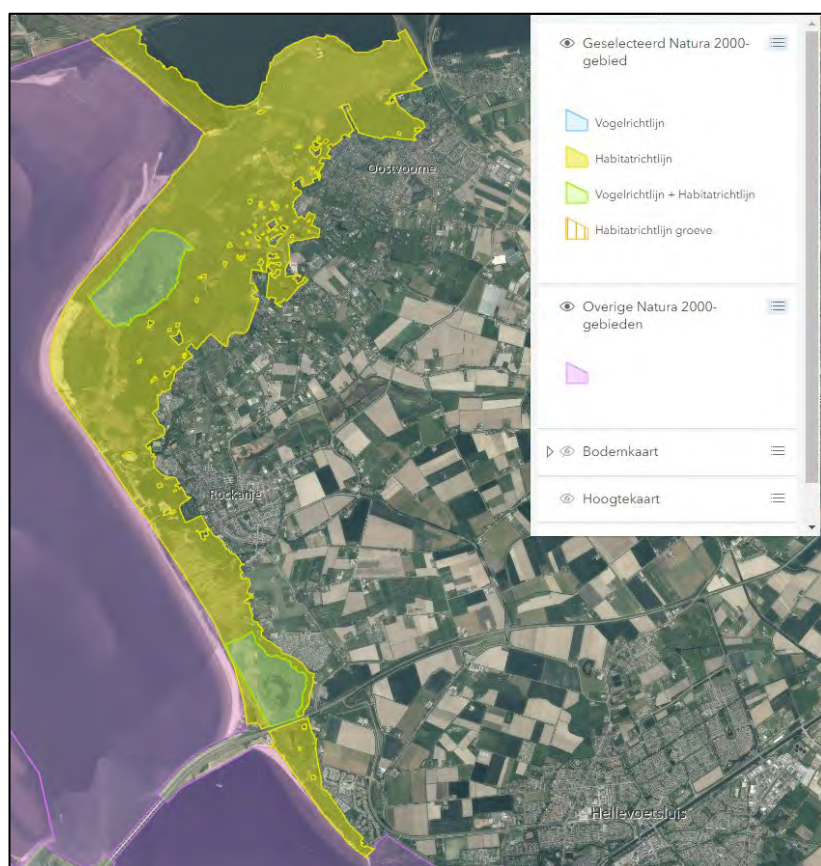 Geselecteerd Natura 2000-
gebied
Vogelrichtlijn
Habitatrichtlijn
Vogelrichtlijn + Habitatrichtlijn
Habitatrichtlijn groeve
Overige Natura 2000-
gebieden
Bodemkaart
Hoogtekaart
Oostvoorne
Rockanje
Hellevoetsluis